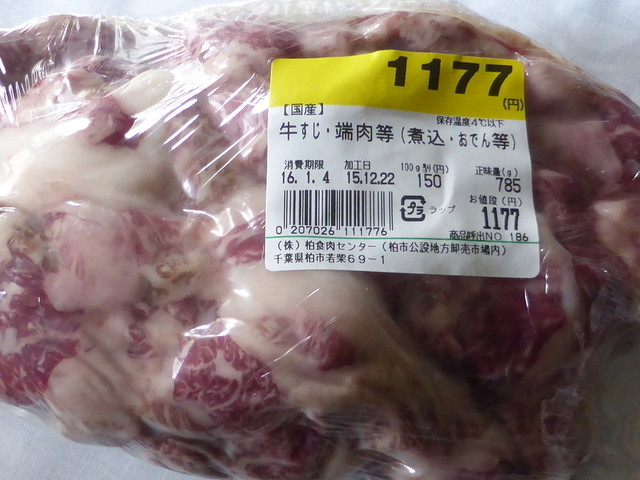 1177
(円)
【国産】
保存温度4℃以下
牛すじ・端肉等(煮込・おでん等)
消費期限 加工日 100g当り(円) 正味量(g)
16. 1. 4 15.12.22 150 785
お値段(円)
プラ ラップ 1177
0 207026 111776
商品呼出NO. 186
(株)柏食肉センター(柏市公設地方卸売市場内)
千葉県柏市若柴69-1